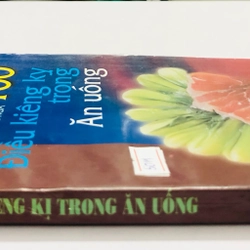 100
Điều kiêng kỵ
trong
Ăn uống
NG KỊ TRONG ĂN UỐNG